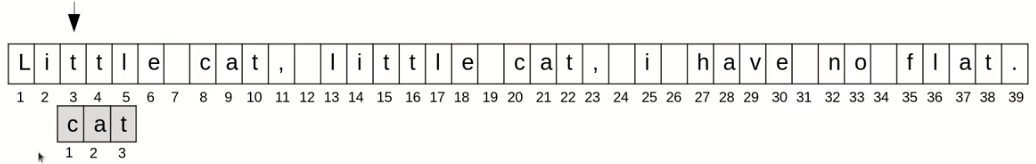 Little cat, little cat, i have no flat.
1 2 3 4 5 6 7 8 9 10 11 12 13 14 15 16 17 18 19 20 21 22 23 24 25 26 27 28 29 30 31 32 33 34 35 36 37 38 39
cat
1 2 3